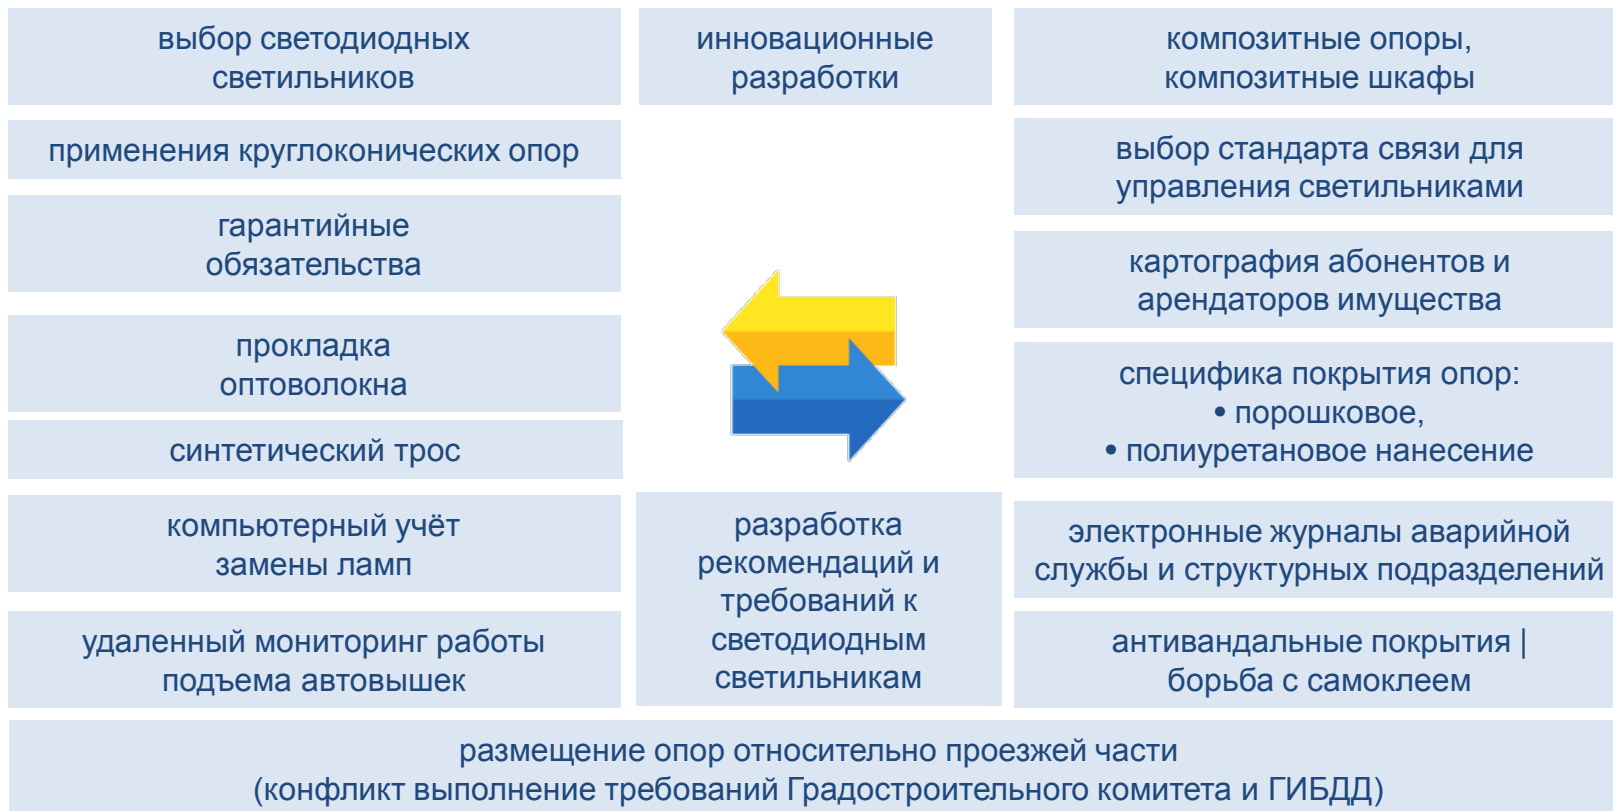 выбор светодиодных
светильников
применения круглоконических опор
гарантийные
обязательства
прокладка
оптоволокна
синтетический трос
компьютерный учёт
замены ламп
удаленный мониторинг работы
подъема автовышек
инновационные
разработки
разработка
рекомендаций и
требований к
светодиодным
светильникам
композитные опоры,
композитные шкафы
выбор стандарта связи для
управления светильниками
картография абонентов и
арендаторов имущества
специфика покрытия опор:
• порошковое,
• полиуретановое нанесение
электронные журналы аварийной
службы и структурных подразделений
антивандальные покрытия |
борьба с самоклеем
размещение опор относительно проезжей части
(конфликт выполнение требований Градостроительного комитета и ГИБДД)